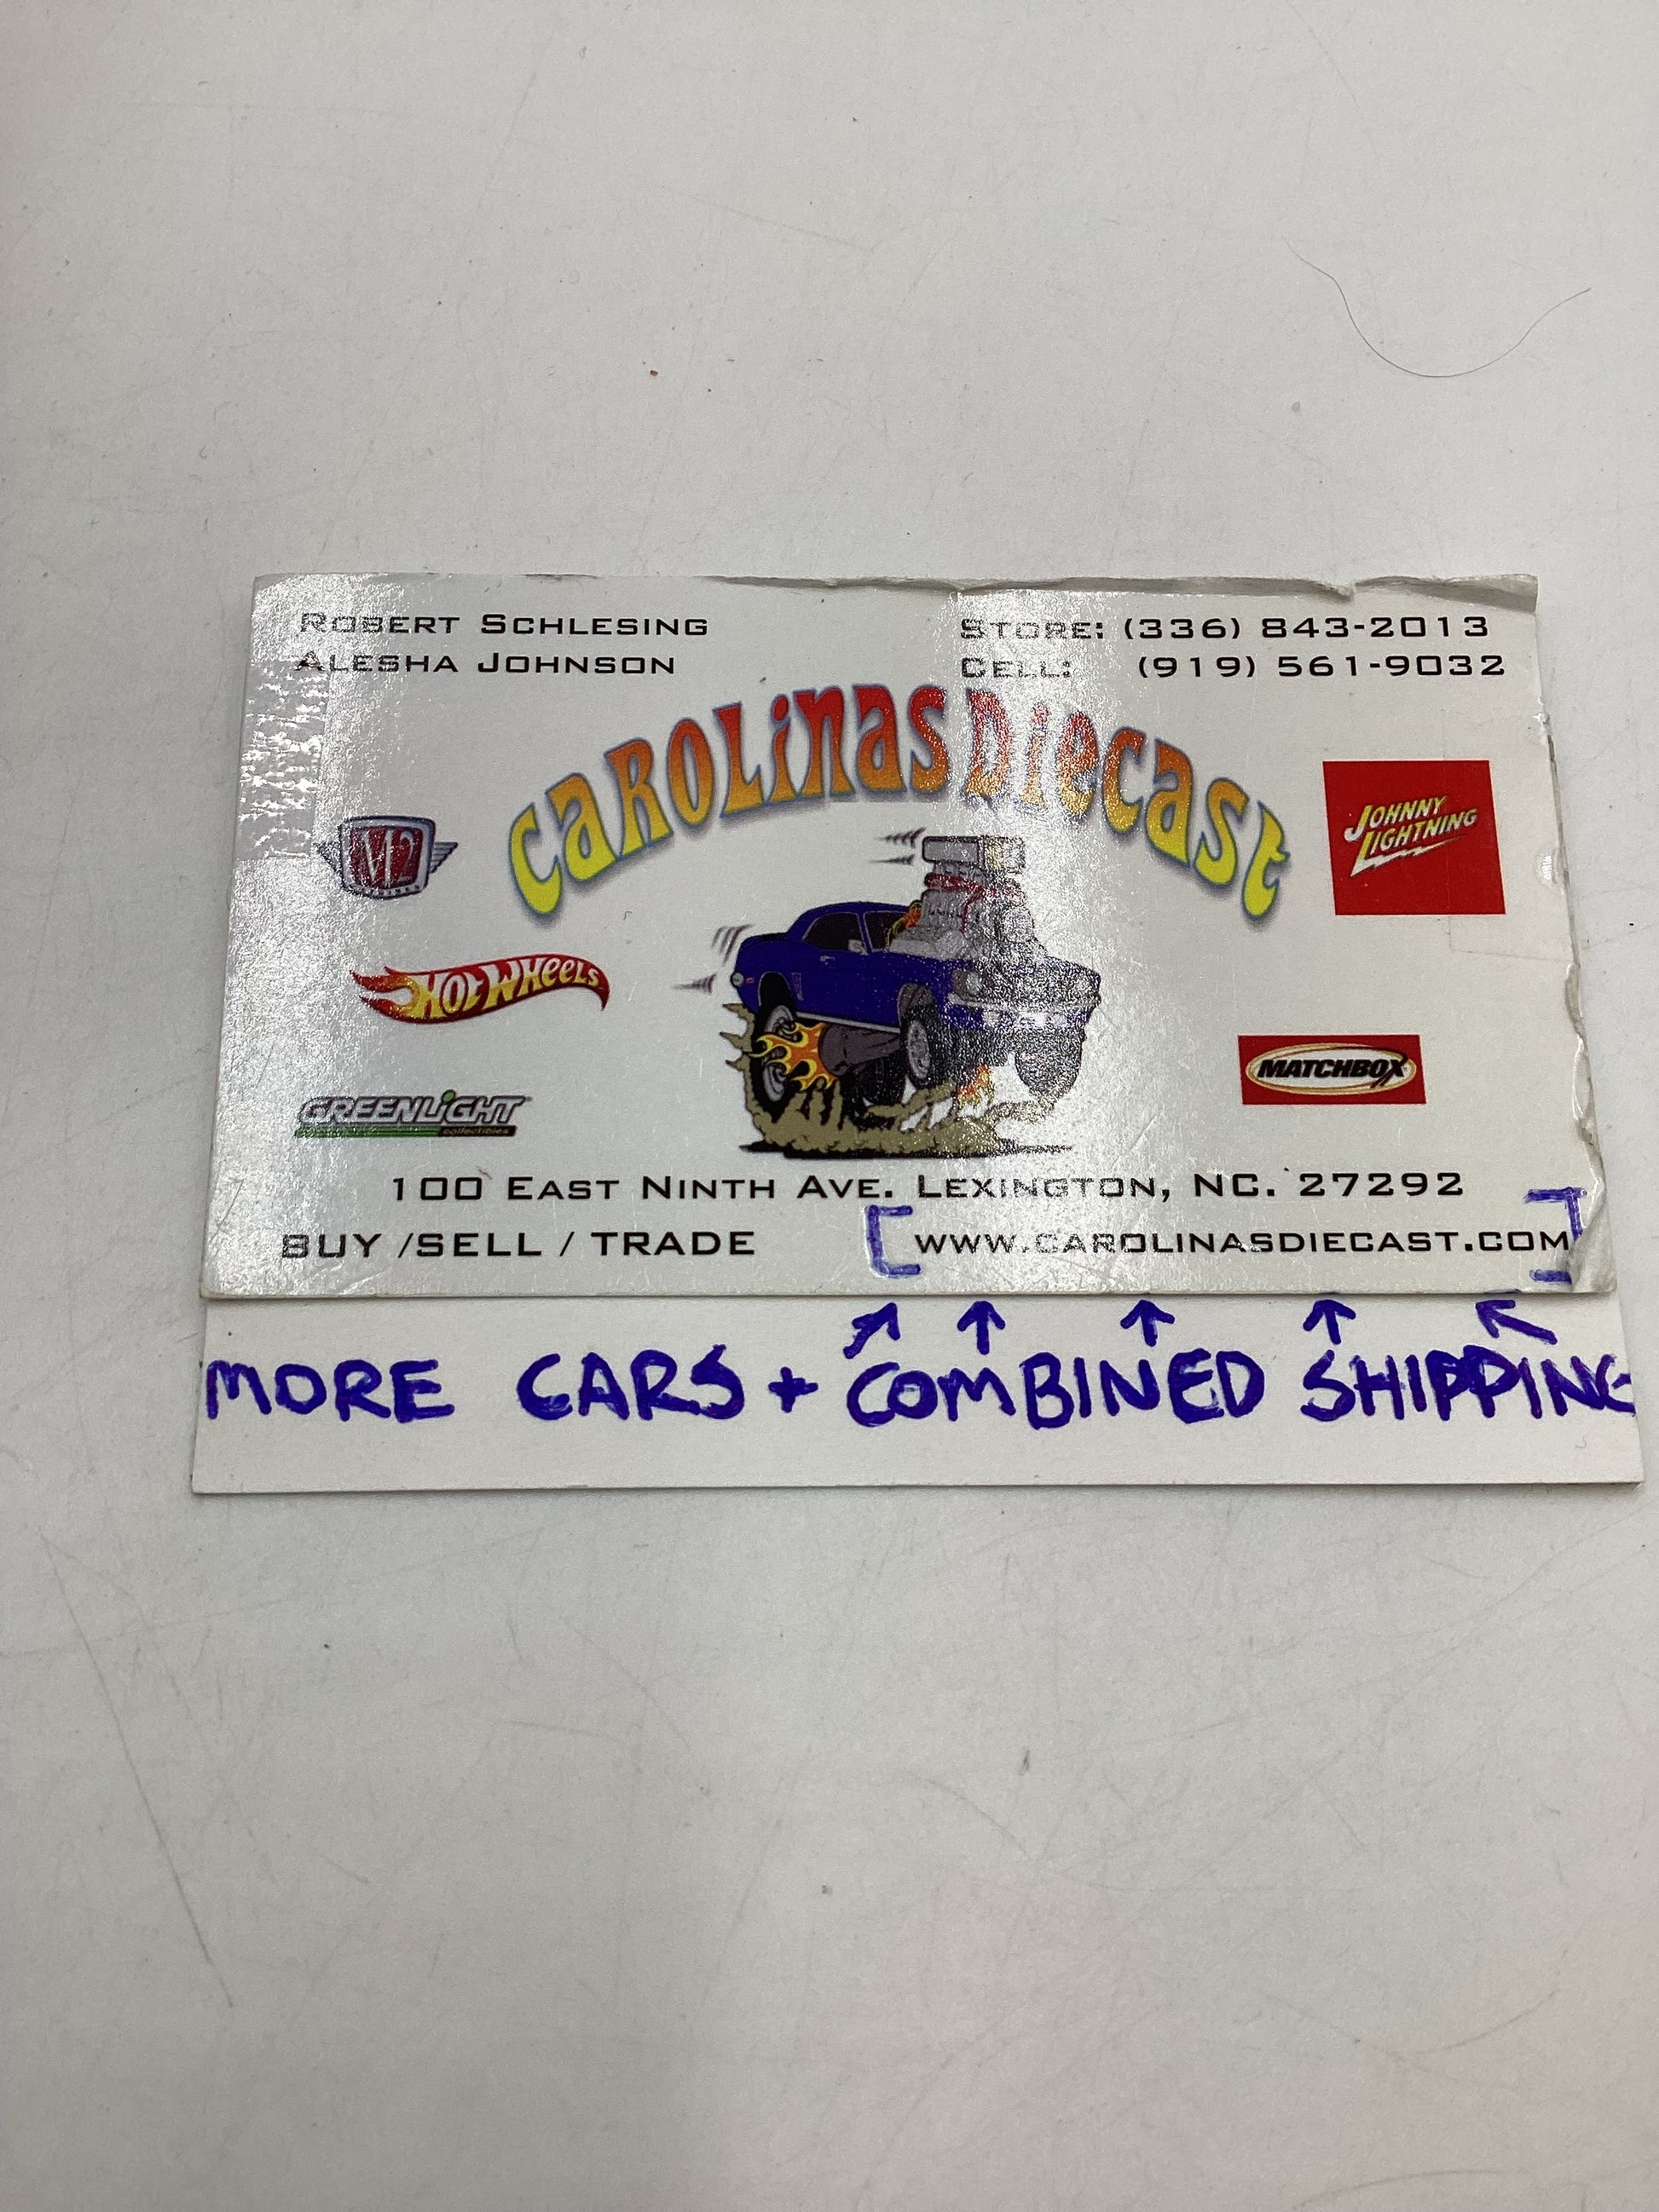 ROBERT SCHLESING
ALESHA JOHNSON
STORE: (336) 843-2013
CELL: (919) 561-9032
CAROLINAS DIECAST
M2
JOHNNY
LIGHTNING
HOT WHEELS
MATCHBOX
GREENLIGHT
collectibles
100 EAST NINTH AVE. LEXINGTON, NC. 27292
BUY /SELL / TRADE
[WWW.CAROLINASDIECAST.COM]
MORE CARS + COMBINED SHIPPING